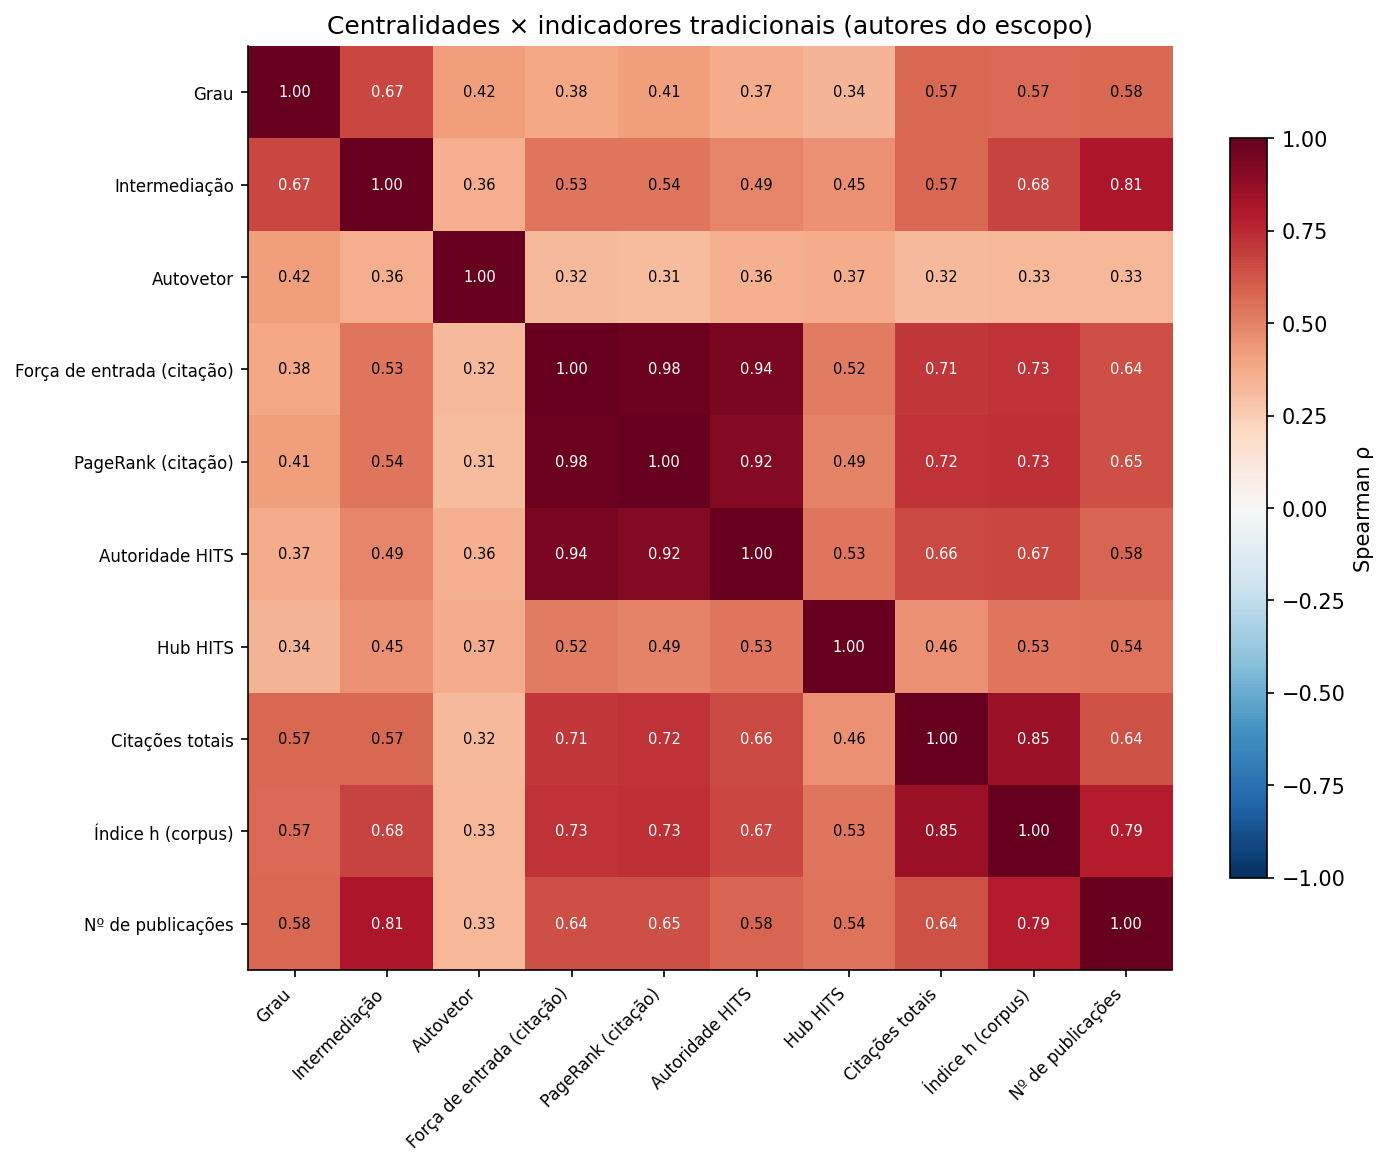 Centralidades × indicadores tradicionais (autores do escopo)
Grau 1.00 0.67 0.42 0.38 0.41 0.37 0.34 0.57 0.57 0.58
Intermediação 0.67 1.00 0.36 0.53 0.54 0.49 0.45 0.57 0.68 0.81
Autovetor 0.42 0.36 1.00 0.32 0.31 0.36 0.37 0.32 0.33 0.33
Força de entrada (citação) 0.38 0.53 0.32 1.00 0.98 0.94 0.52 0.71 0.73 0.64
PageRank (citação) 0.41 0.54 0.31 0.98 1.00 0.92 0.49 0.72 0.73 0.65
Autoridade HITS 0.37 0.49 0.36 0.94 0.92 1.00 0.53 0.66 0.67 0.58
Hub HITS 0.34 0.45 0.37 0.52 0.49 0.53 1.00 0.46 0.53 0.54
Citações totais 0.57 0.57 0.32 0.71 0.72 0.66 0.46 1.00 0.85 0.64
Índice h (corpus) 0.57 0.68 0.33 0.73 0.73 0.67 0.53 0.85 1.00 0.79
Nº de publicações 0.58 0.81 0.33 0.64 0.65 0.58 0.54 0.64 0.79 1.00
Grau
Intermediação
Autovetor
Força de entrada (citação)
PageRank (citação)
Autoridade HITS
Hub HITS
Citações totais
Índice h (corpus)
Nº de publicações
1.00
0.75
0.50
0.25
0.00
−0.25
−0.50
−0.75
−1.00
Spearman ρ